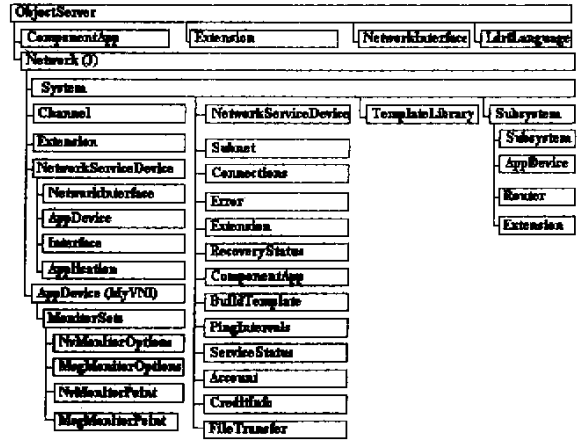 ObjectServer
ComponentApp Extension NetworkInterface LdrfLanguage
Network (3)
System
Channel NetworkServiceDevice TemplateLibrary Subsystem
Extension Subnet Subsystem
NetworkServiceDevice Connections AppDevice
NetworkInterface Error Router
AppDevice Extension Extension
Interface RecoveryStatus
Application ComponentApp
AppDevice (MyVNI) BuildTemplate
MonitorSets PingIntervals
NvMonitorOptions ServiceStatus
MsgMonitorOptions Account
NvMonitorPoint CreditInfo
MsgMonitorPoint FileTransfer